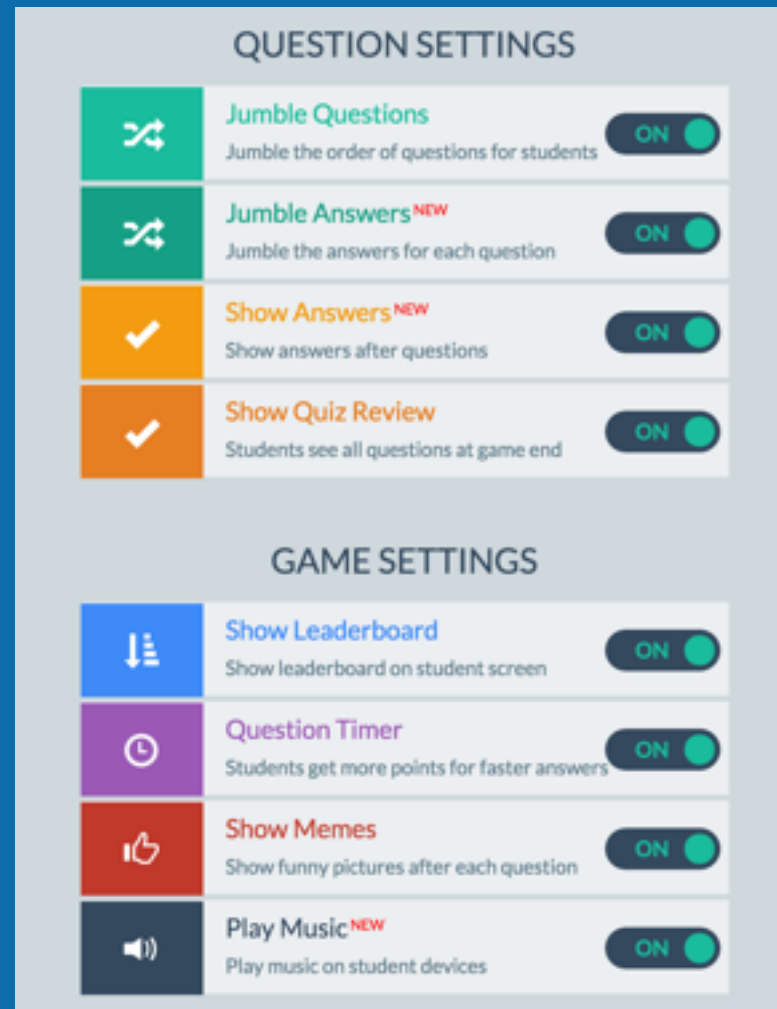 QUESTION SETTINGS
Jumble Questions
Jumble the order of questions for students
ON
Jumble Answers NEW
Jumble the answers for each question
ON
Show Answers NEW
Show answers after questions
ON
Show Quiz Review
Students see all questions at game end
ON
GAME SETTINGS
Show Leaderboard
Show leaderboard on student screen
ON
Question Timer
Students get more points for faster answers
ON
Show Memes
Show funny pictures after each question
ON
Play Music NEW
Play music on student devices
ON